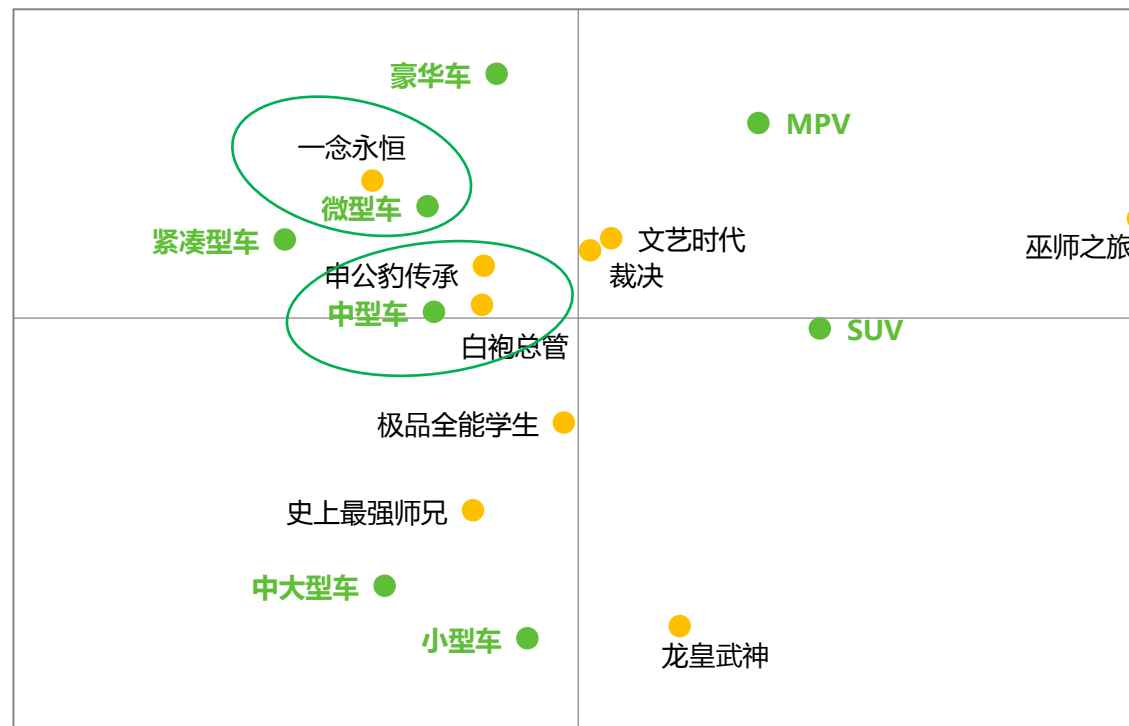 豪华车
MPV
一念永恒
微型车
紧凑型车
文艺时代
巫师之旅
申公豹传承
裁决
中型车
SUV
白袍总管
极品全能学生
史上最强师兄
中大型车
小型车
龙皇武神